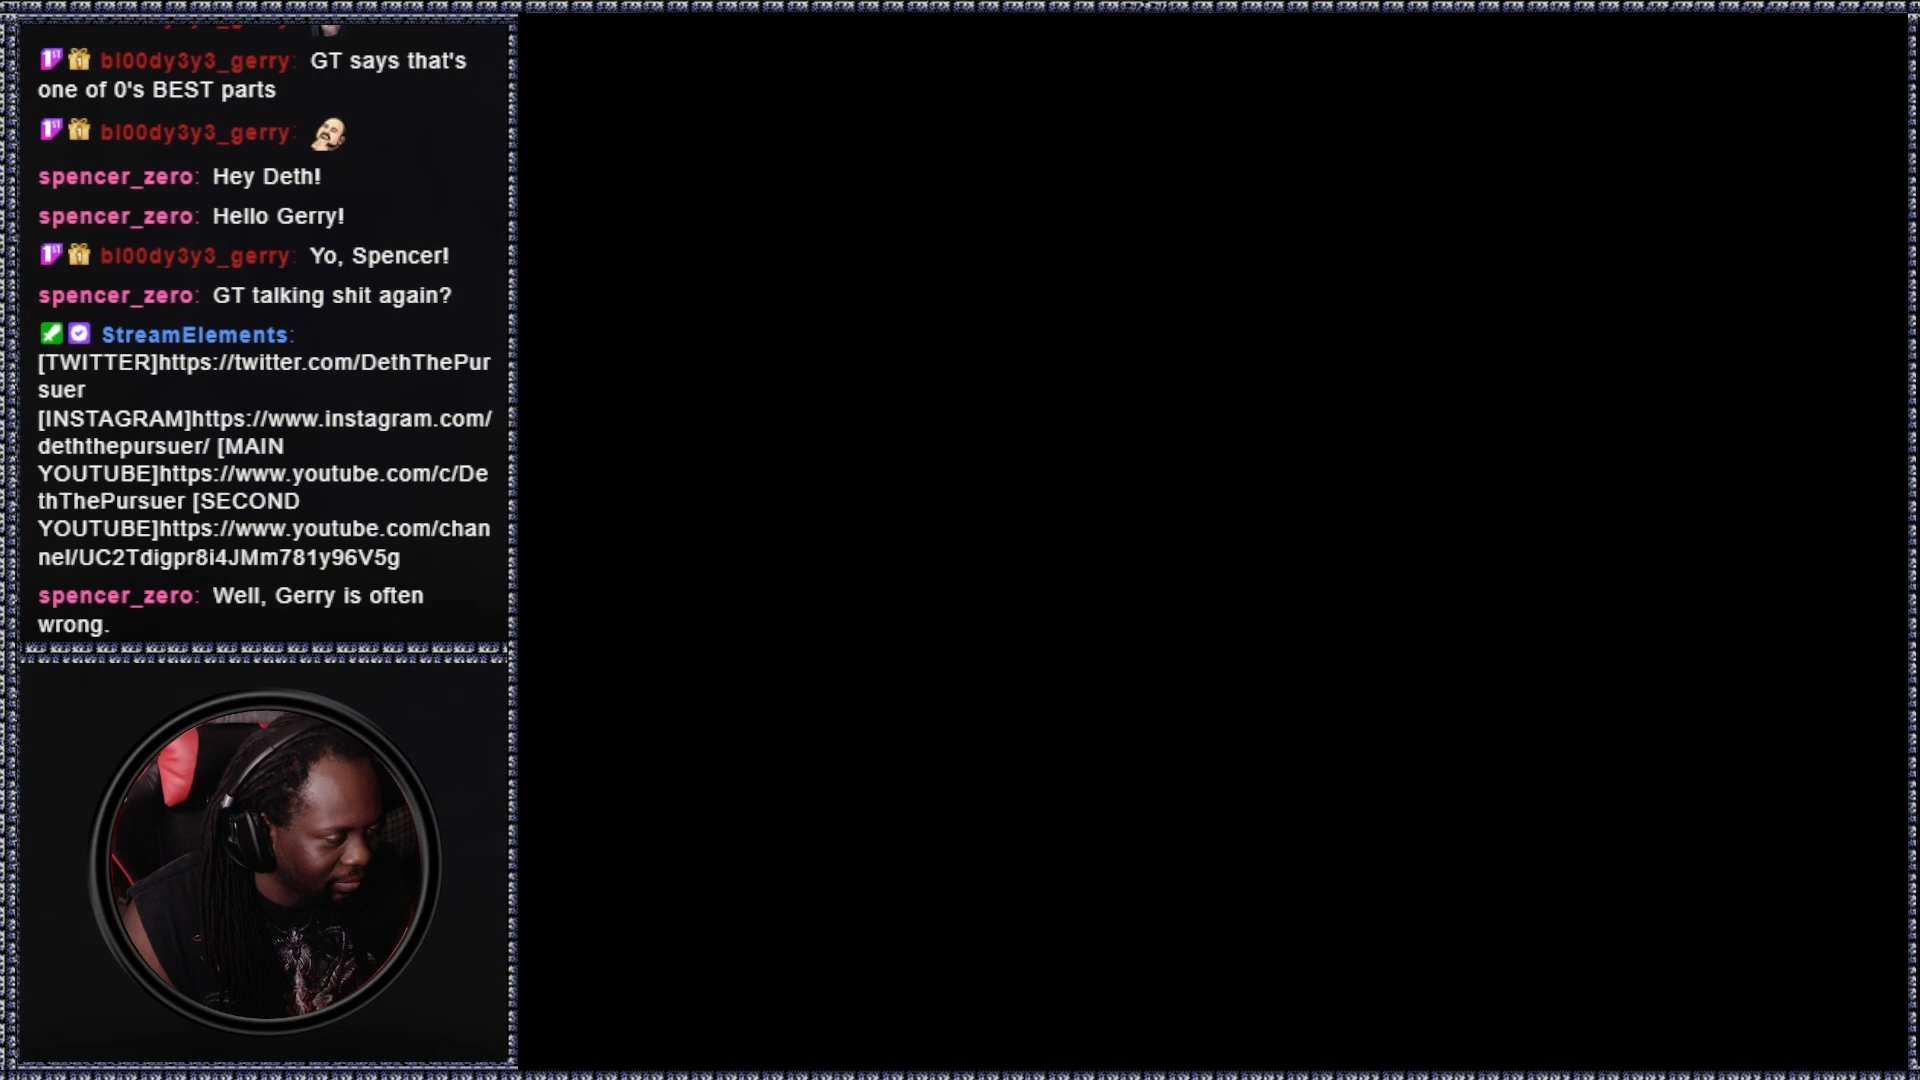 bl00dy3y3_gerry: GT says that's
one of 0's BEST parts
bl00dy3y3_gerry:
spencer_zero: Hey Deth!
spencer_zero: Hello Gerry!
bl00dy3y3_gerry: Yo, Spencer!
spencer_zero: GT talking shit again?
StreamElements:
[TWITTER]https://twitter.com/DethThePur
suer
[INSTAGRAM]https://www.instagram.com/
deththepursuer/ [MAIN
YOUTUBE]https://www.youtube.com/c/De
thThePursuer [SECOND
YOUTUBE]https://www.youtube.com/chan
nel/UC2Tdigpr8i4JMm781y96V5g
spencer_zero: Well, Gerry is often
wrong.